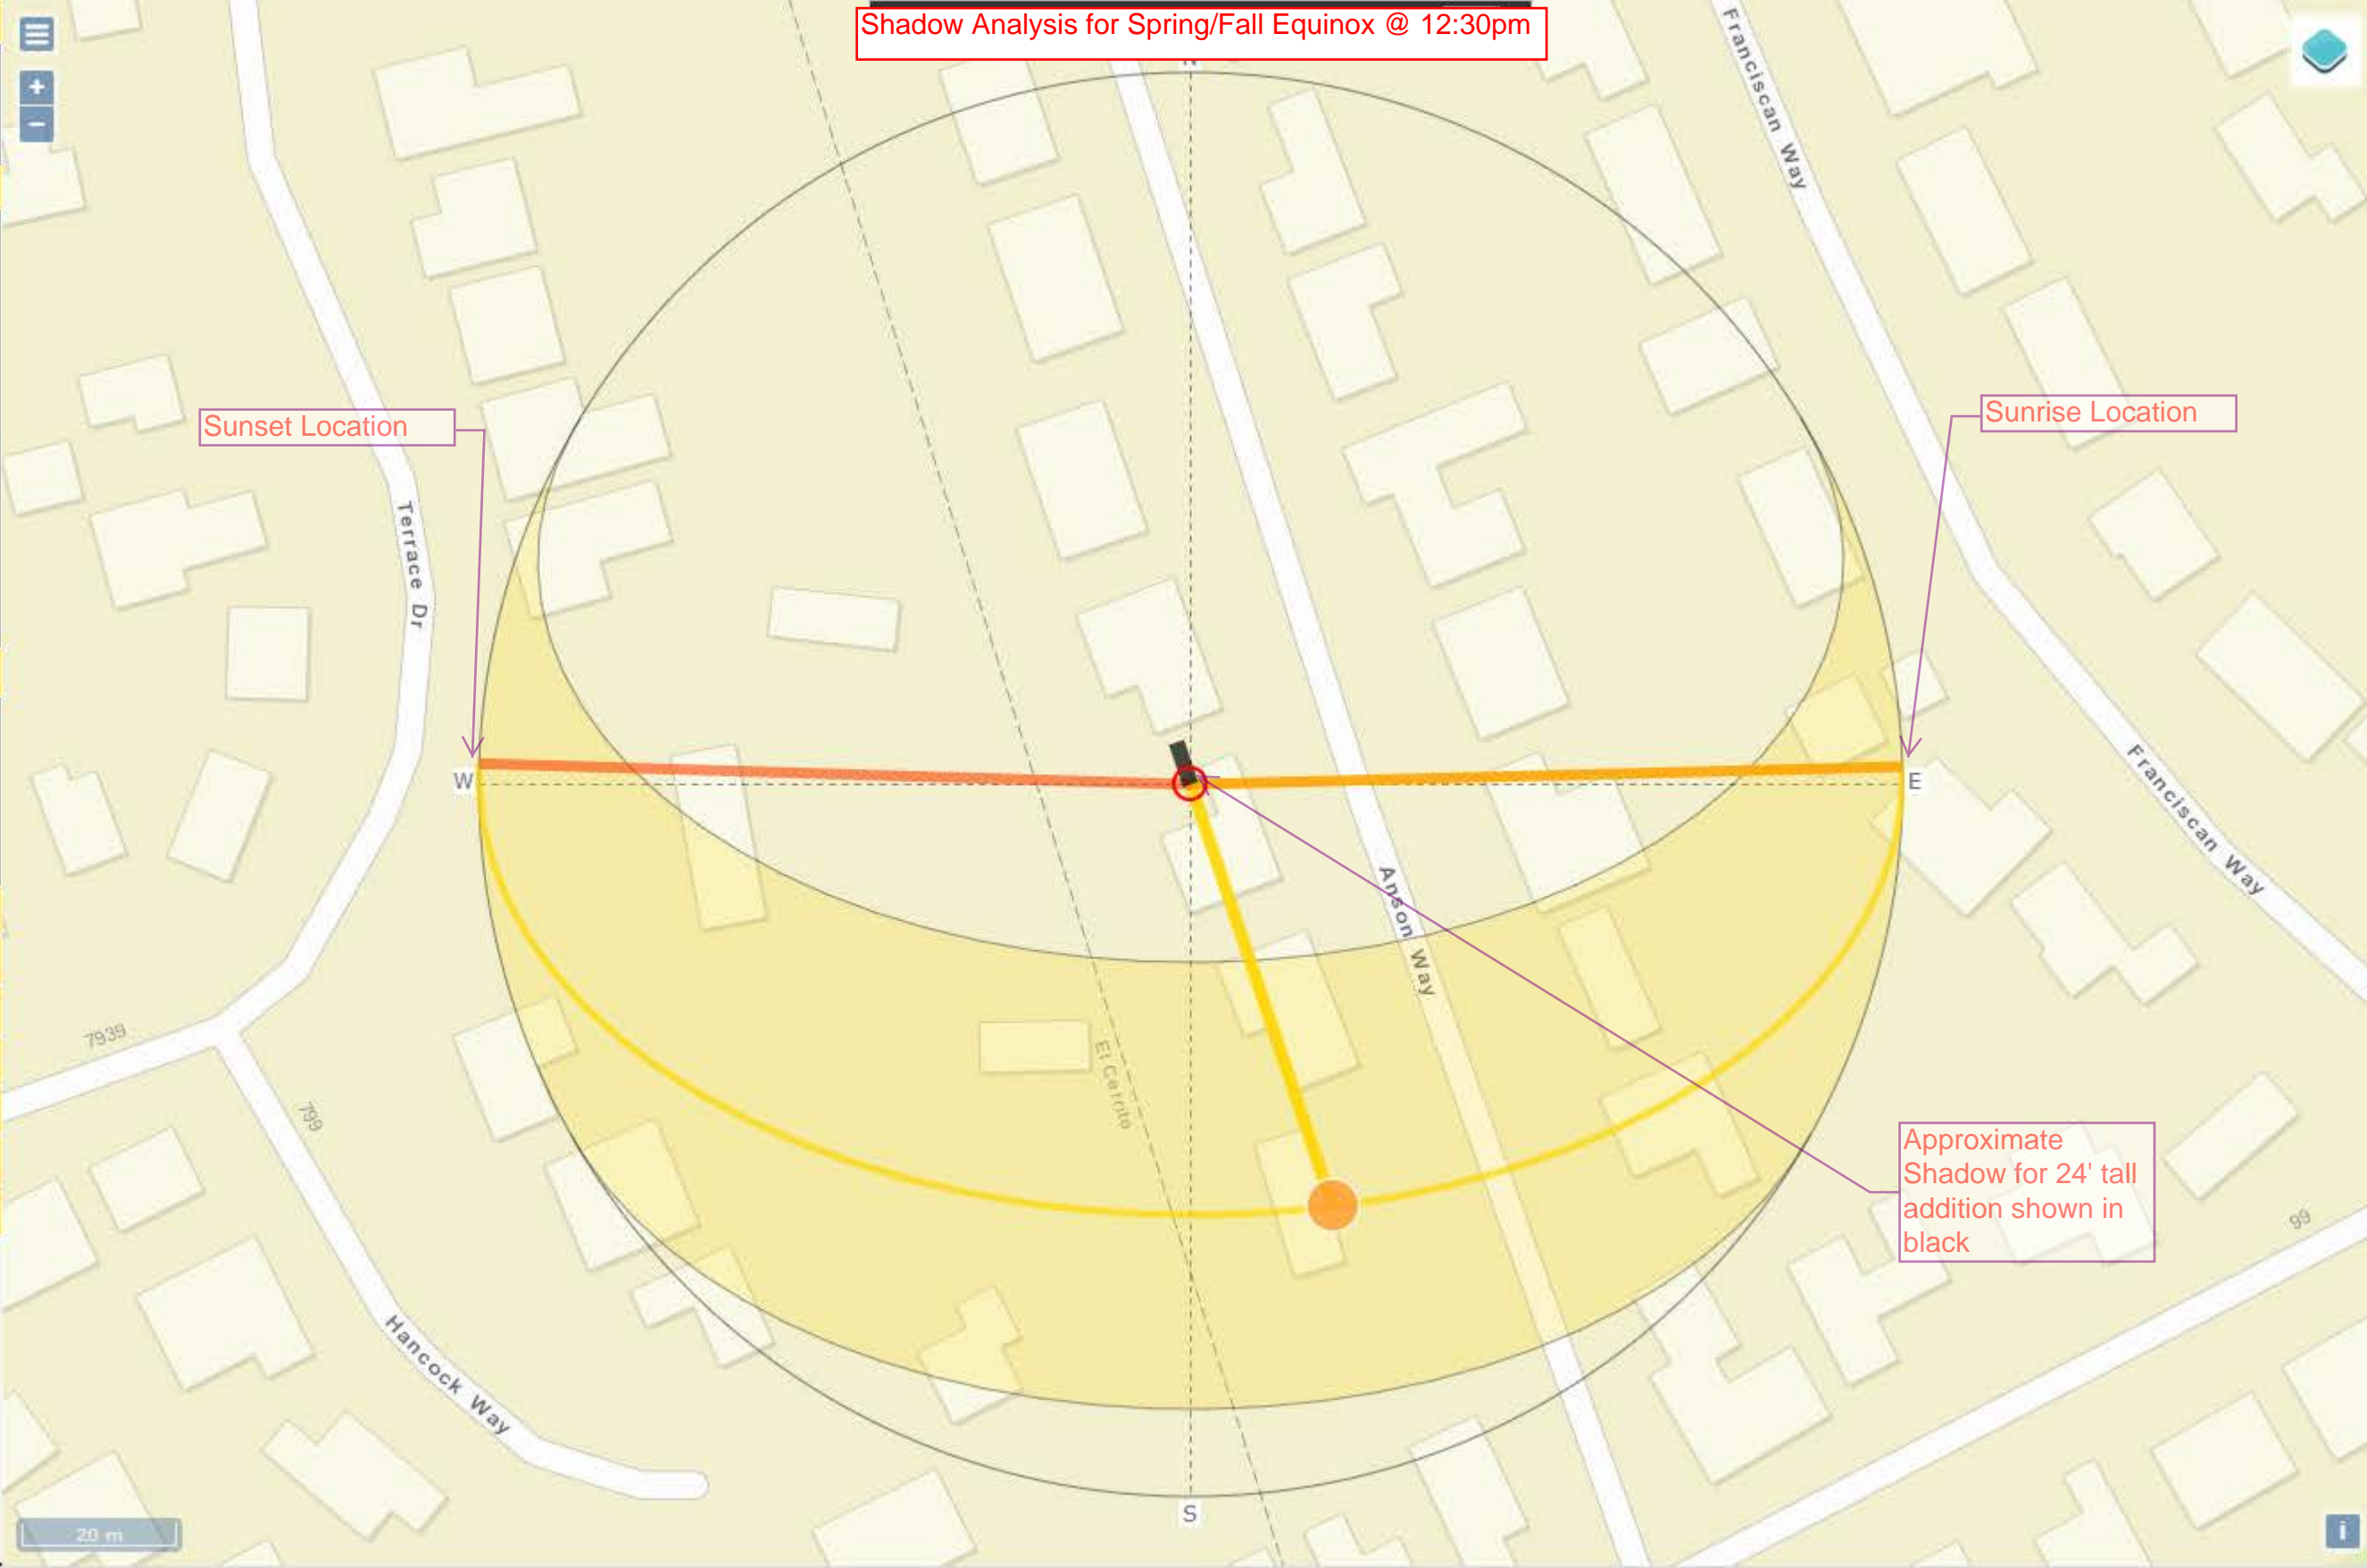 Shadow Analysis for Spring/Fall Equinox @ 12:30pm
N
Franciscan Way
Sunset Location
Sunrise Location
Terrace Dr
W
E
Franciscan Way
Anson Way
7939
El Cerrito
799
Approximate
Shadow for 24' tall
addition shown in
black
99
Hancock Way
S
20 m
+
−
i